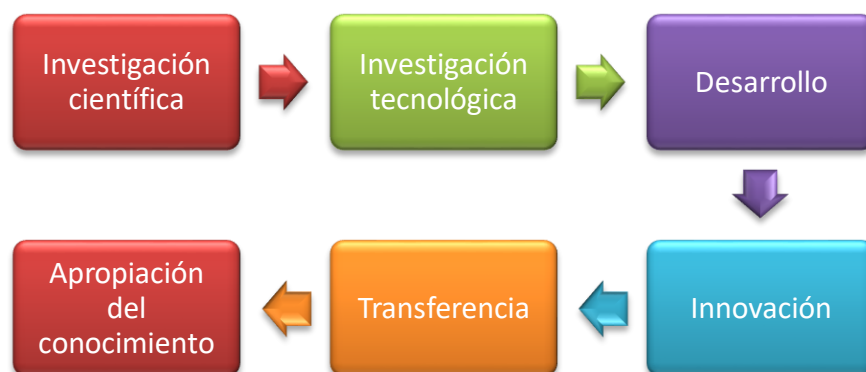 Investigación
científica
Investigación
tecnológica
Desarrollo
Innovación
Transferencia
Apropiación
del
conocimiento